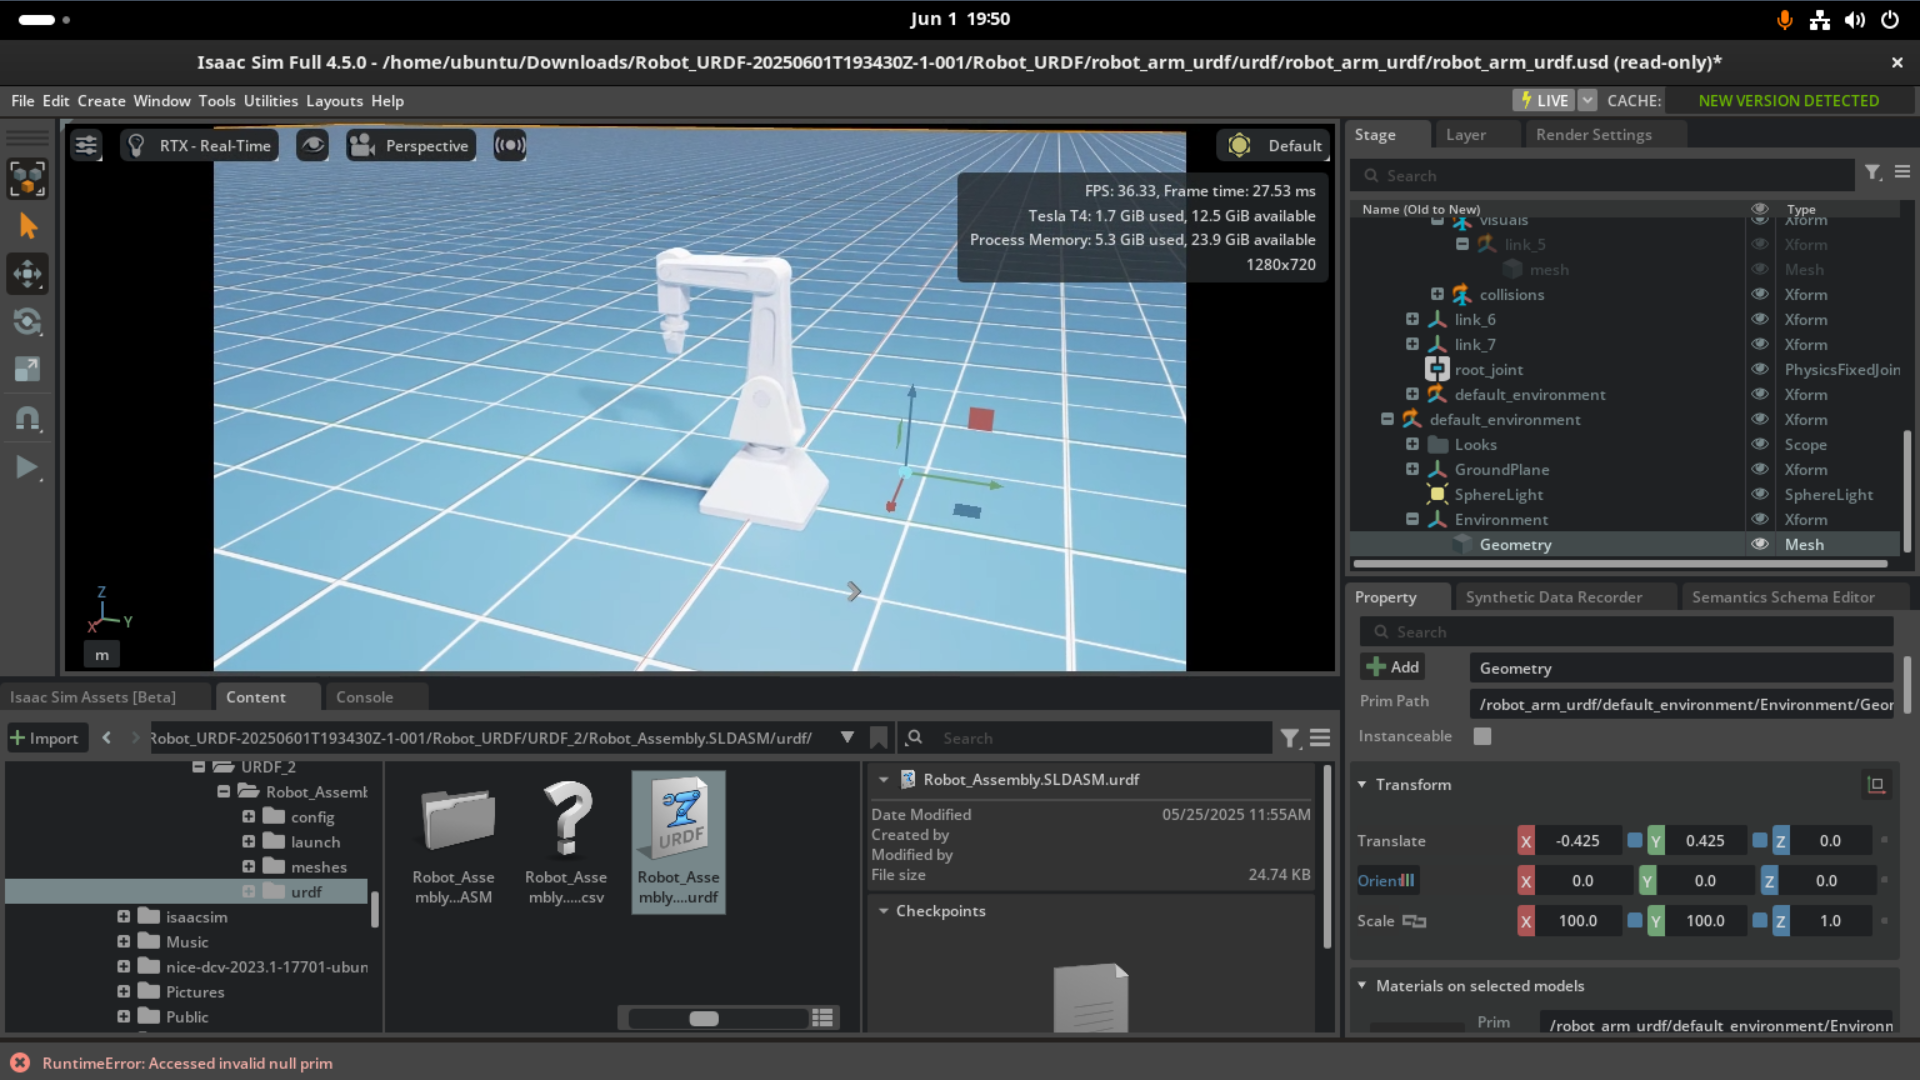 Jun 1 19:50
Isaac Sim Full 4.5.0 - /home/ubuntu/Downloads/Robot_URDF-20250601T193430Z-1-001/Robot_URDF/robot_arm_urdf/urdf/robot_arm_urdf/robot_arm_urdf.usd (read-only)*
File Edit Create Window Tools Utilities Layouts Help
LIVE CACHE: NEW VERSION DETECTED
RTX - Real-Time
Perspective
Default
FPS: 36.33, Frame time: 27.53 ms
Tesla T4: 1.7 GiB used, 12.5 GiB available
Process Memory: 5.3 GiB used, 23.9 GiB available
1280x720
Z
X Y
m
Stage Layer Render Settings
Search
Name (Old to New) Type
visuals Xform
link_5 Xform
mesh Mesh
collisions Xform
link_6 Xform
link_7 Xform
root_joint PhysicsFixedJoin
default_environment Xform
default_environment Xform
Looks Scope
GroundPlane Xform
SphereLight SphereLight
Environment Xform
Geometry Mesh
Property Synthetic Data Recorder Semantics Schema Editor
Search
Add Geometry
Prim Path /robot_arm_urdf/default_environment/Environment/Geor
Instanceable
Transform
Translate X -0.425 Y 0.425 Z 0.0
Orient X 0.0 Y 0.0 Z 0.0
Scale X 100.0 Y 100.0 Z 1.0
Materials on selected models
Prim /robot_arm_urdf/default_environment/Environn
Isaac Sim Assets [Beta] Content Console
Import Robot_URDF-20250601T193430Z-1-001/Robot_URDF/URDF_2/Robot_Assembly.SLDASM/urdf/ Search
URDF_2
Robot_Assemb
config
launch
meshes
urdf
isaacsim
Music
nice-dcv-2023.1-17701-ubun
Pictures
Public
Robot_Asse
mbly...ASM
?
Robot_Asse
mbly.....csv
URDF
Robot_Asse
mbly....urdf
Robot_Assembly.SLDASM.urdf
Date Modified 05/25/2025 11:55AM
Created by
Modified by
File size 24.74 KB
Checkpoints
RuntimeError: Accessed invalid null prim